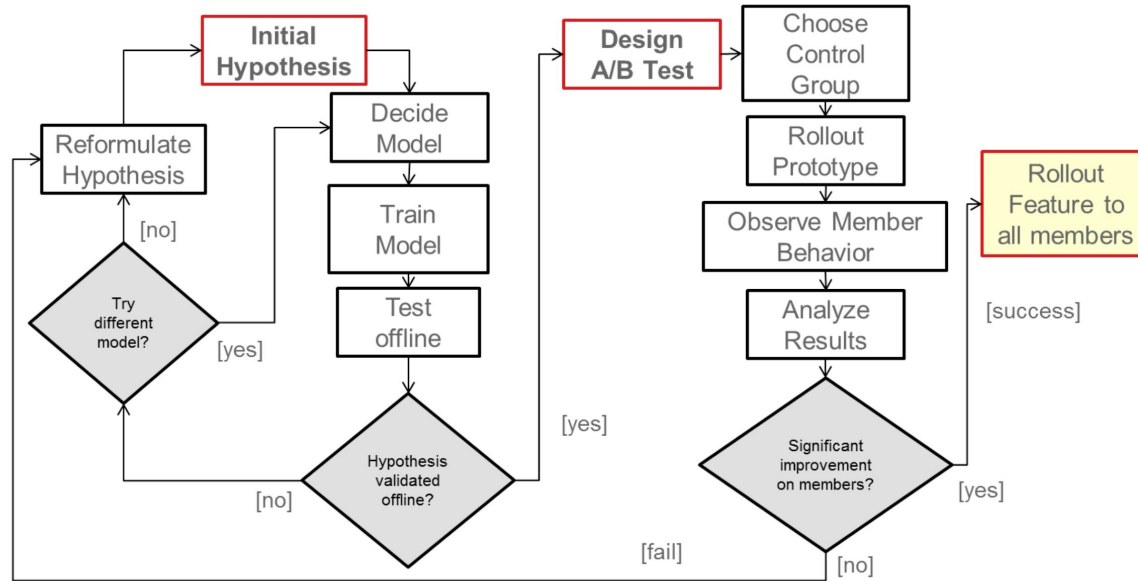 Initial
Hypothesis
Decide
Model
Train
Model
Test
offline
Hypothesis
validated
offline?
[no]
[yes]
Try
different
model?
[no]
[yes]
Reformulate
Hypothesis
Design
A/B Test
Choose
Control
Group
Rollout
Prototype
Observe Member
Behavior
Analyze
Results
Significant
improvement
on members?
[yes]
[success]
[no]
[fail]
Rollout
Feature to
all members